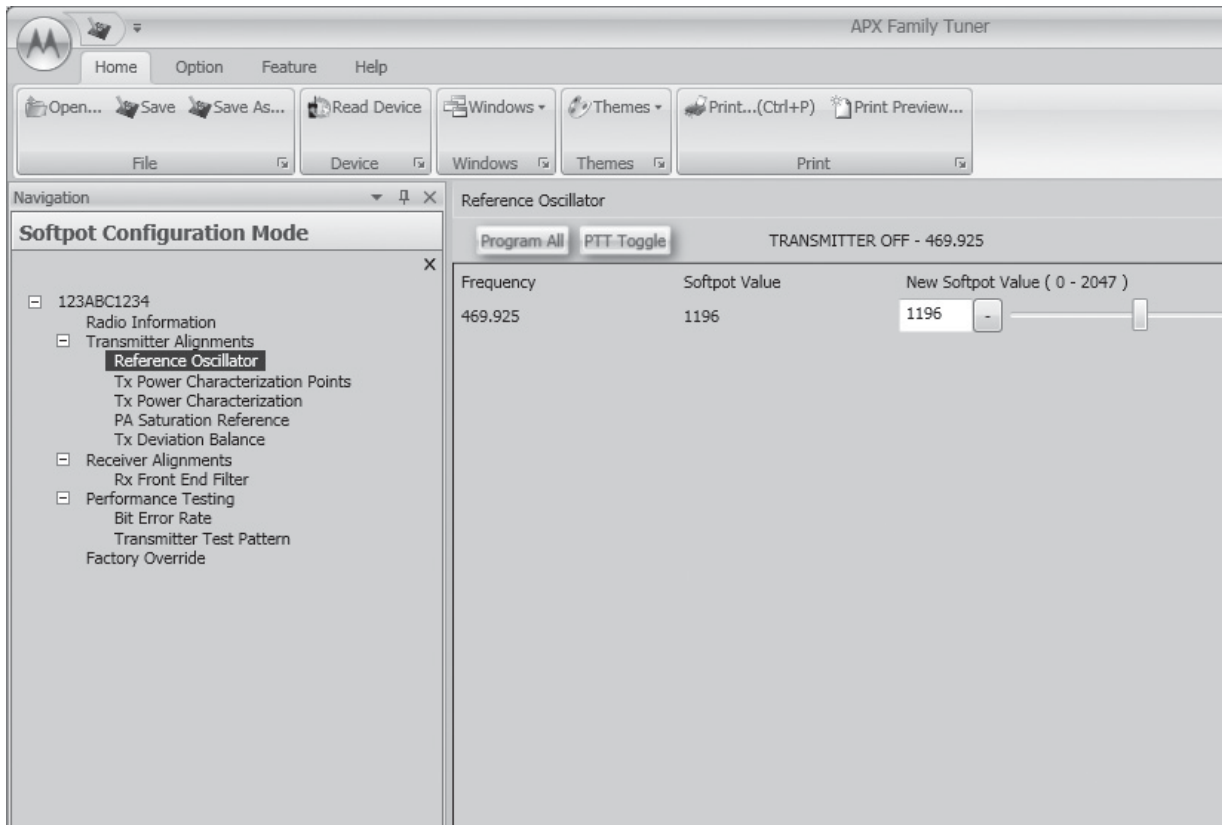 APX Family Tuner
Home Option Feature Help
Open... Save Save As... Read Device Windows Themes Print...(Ctrl+P) Print Preview...
File Device Windows Themes Print
Navigation
Softpot Configuration Mode
123ABC1234
Radio Information
Transmitter Alignments
Reference Oscillator
Tx Power Characterization Points
Tx Power Characterization
PA Saturation Reference
Tx Deviation Balance
Receiver Alignments
Rx Front End Filter
Performance Testing
Bit Error Rate
Transmitter Test Pattern
Factory Override
Reference Oscillator
Program All PTT Toggle TRANSMITTER OFF - 469.925
Frequency Softpot Value New Softpot Value ( 0 - 2047 )
469.925 1196 1196 -